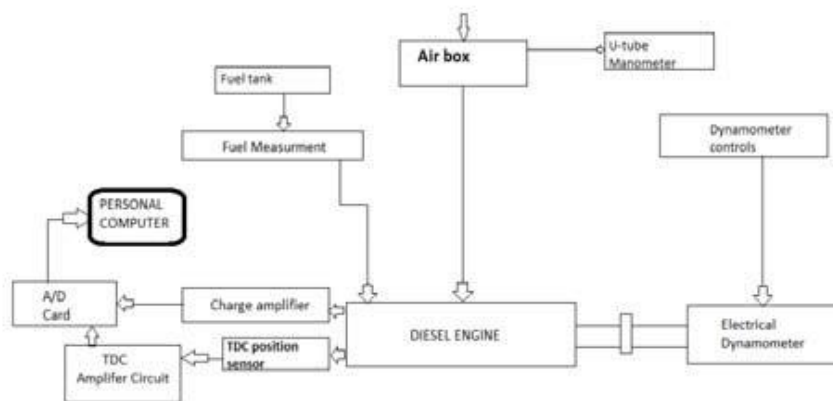 Air box
U-tube
Manometer
Fuel tank
Fuel Measurment
Dynamometer
controls
PERSONAL
COMPUTER
A/D
Card
Charge amplifier
DIESEL ENGINE
Electrical
Dynamometer
TDC position
sensor
TDC
Amplifer Circuit